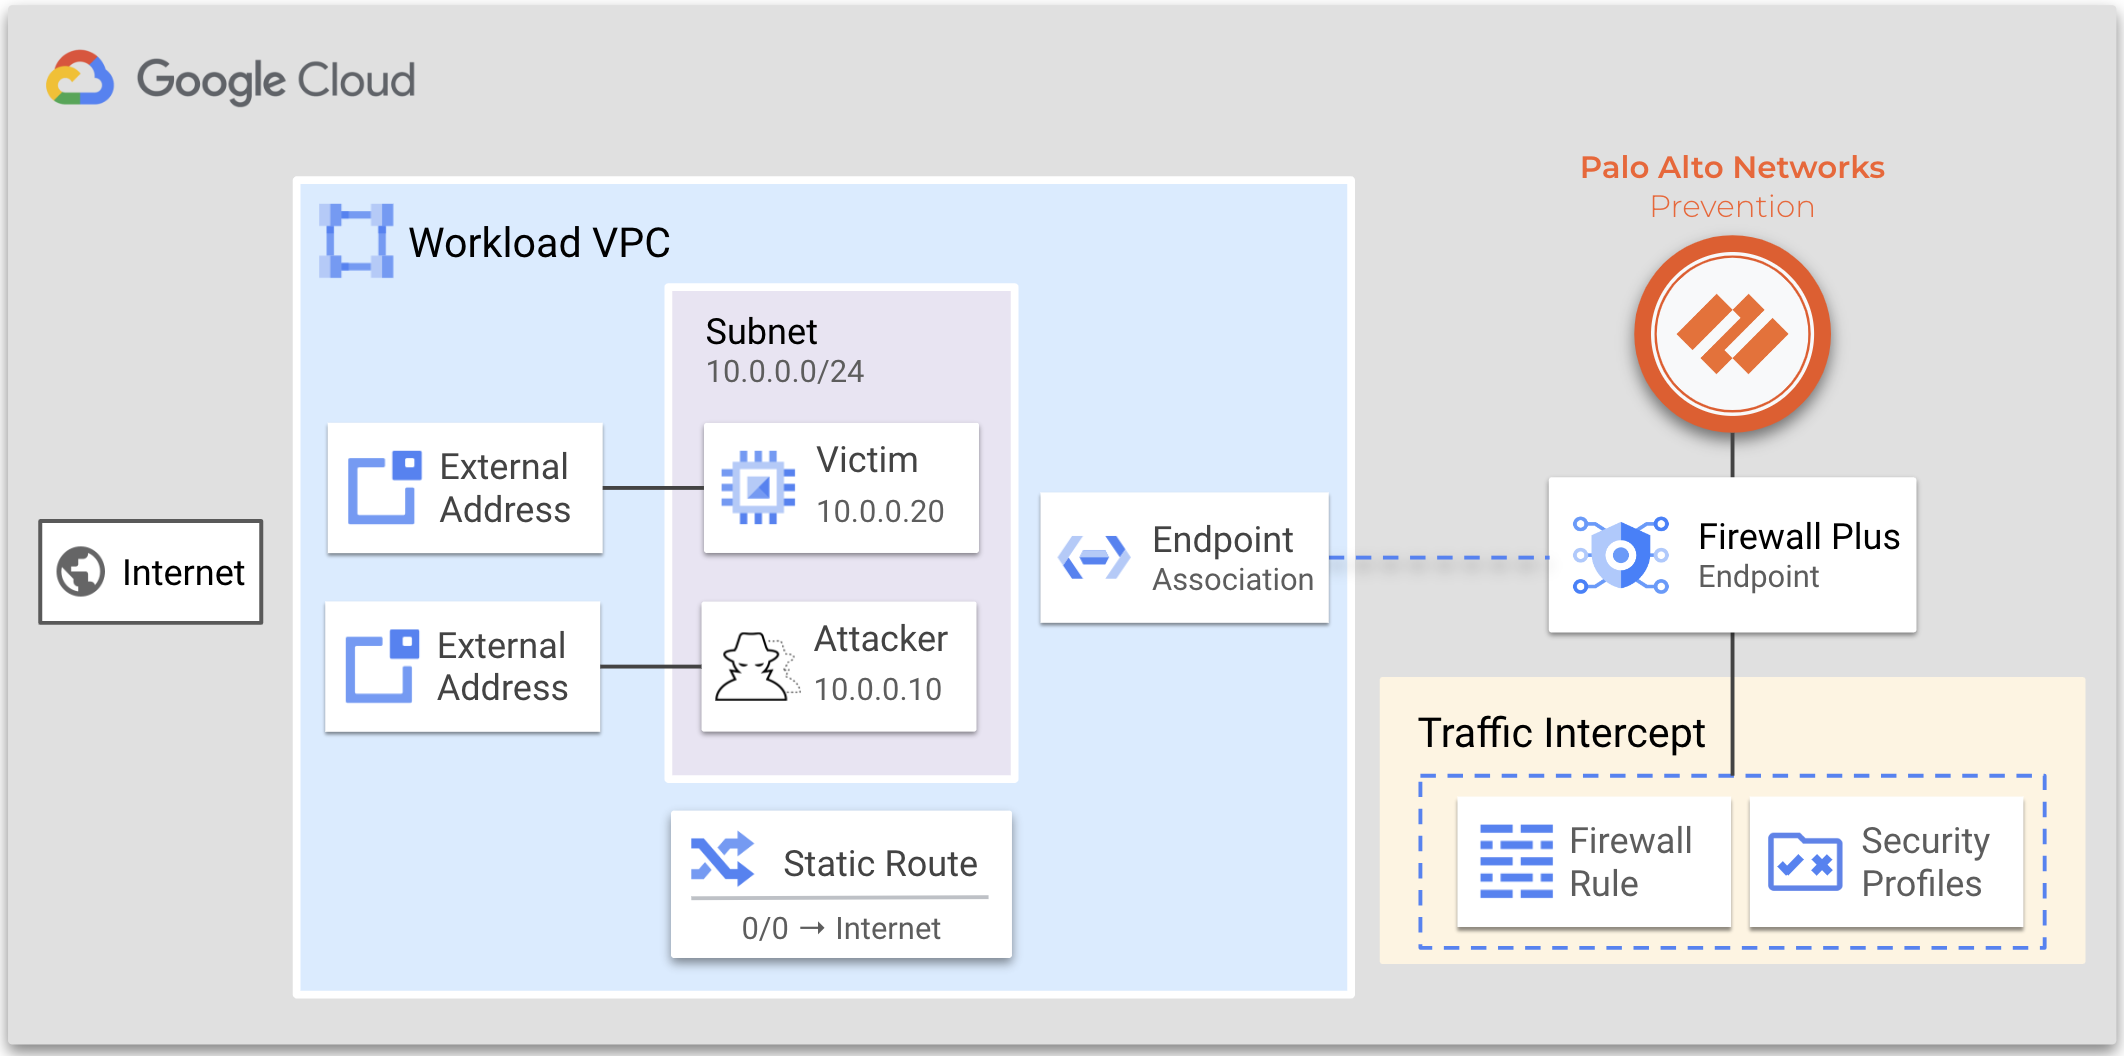 Google Cloud
Palo Alto Networks
Prevention
Workload VPC
Subnet
10.0.0.0/24
External
Address
Victim
10.0.0.20
Internet
Endpoint
Association
Firewall Plus
Endpoint
External
Address
Attacker
10.0.0.10
Traffic Intercept
Static Route
0/0 → Internet
Firewall
Rule
Security
Profiles